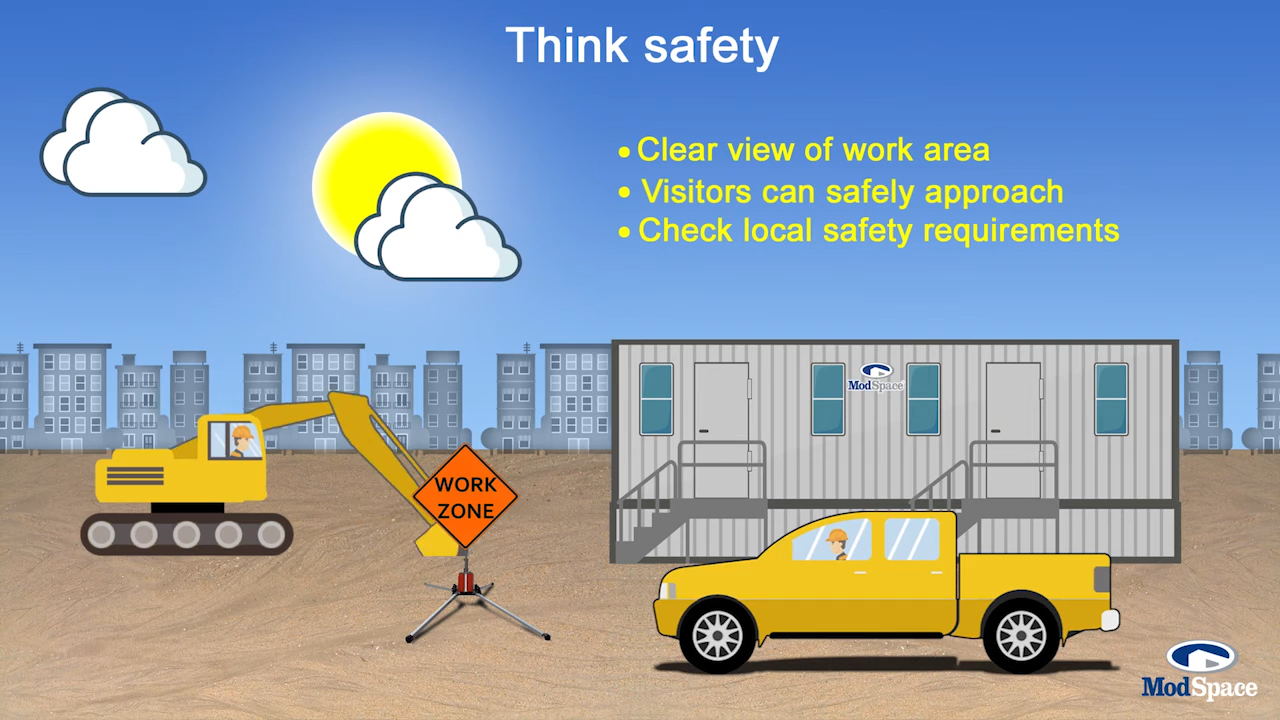 Think safety
• Clear view of work area
• Visitors can safely approach
• Check local safety requirements
ModSpace
WORK
ZONE
ModSpace